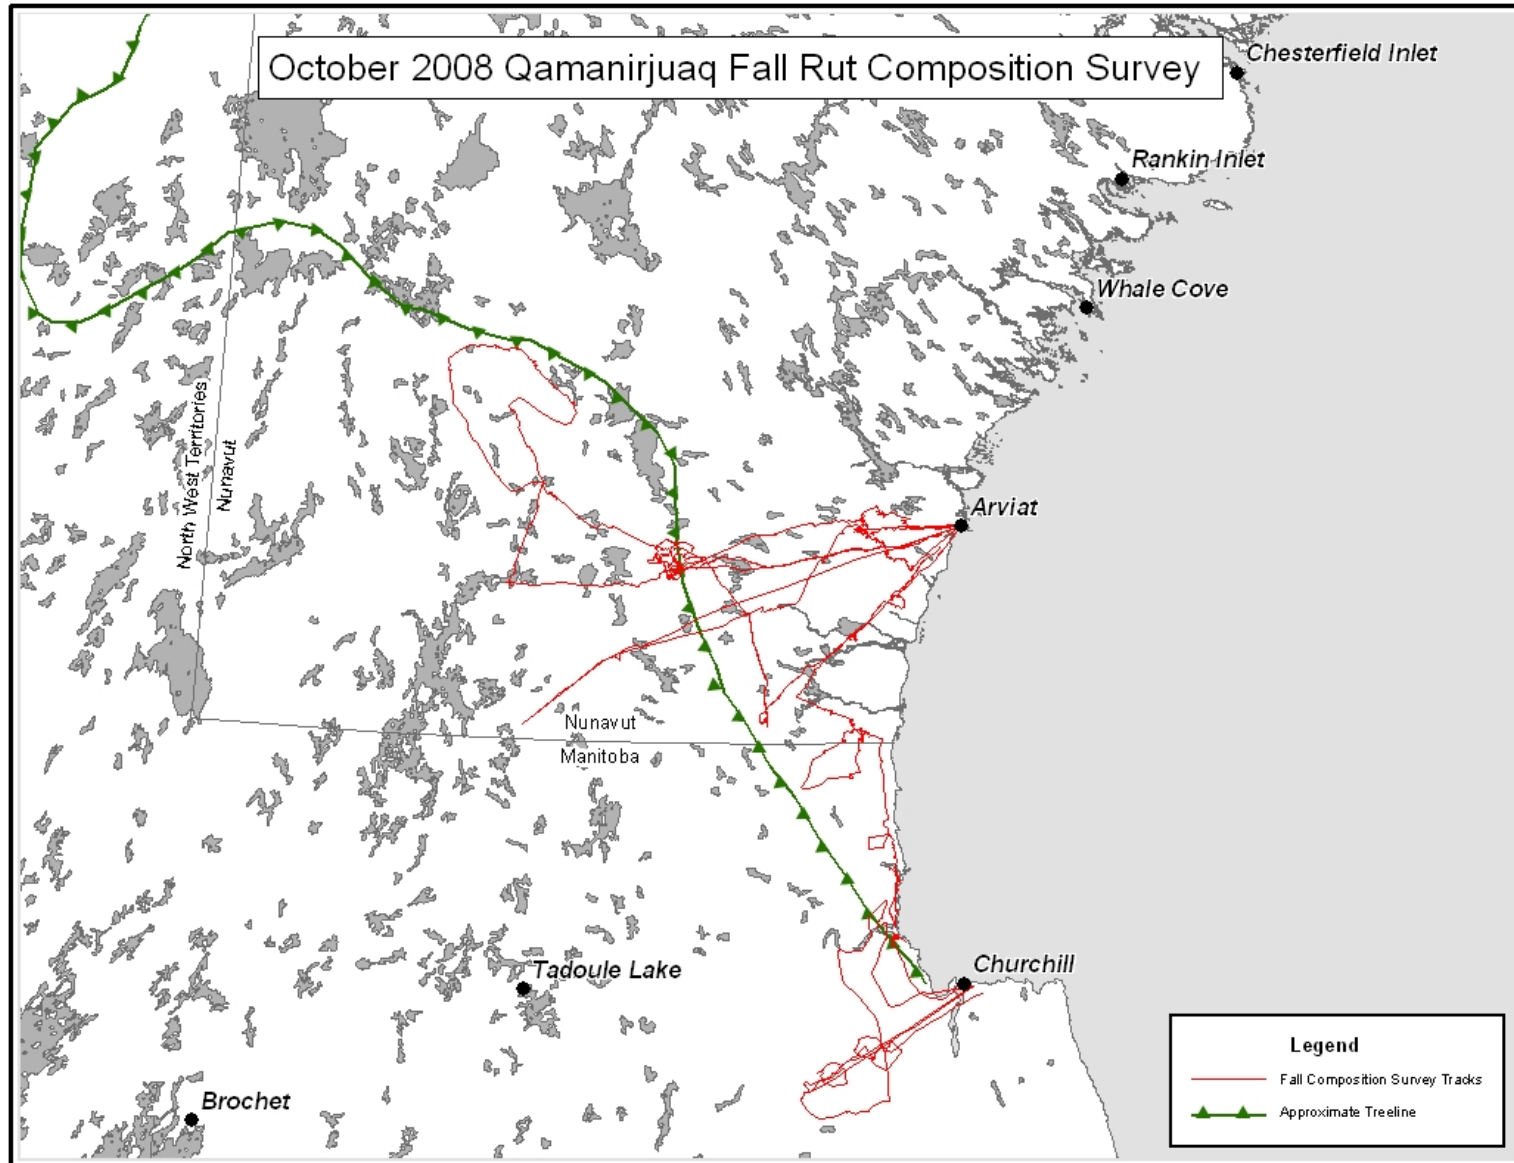 October 2008 Qamanirjuaq Fall Rut Composition Survey
Chesterfield Inlet
Rankin Inlet
Whale Cove
North West Territories
Nunavut
Arviat
Nunavut
Manitoba
Tadoule Lake
Churchill
Brochet
Legend
Fall Composition Survey Tracks
Approximate Treeline